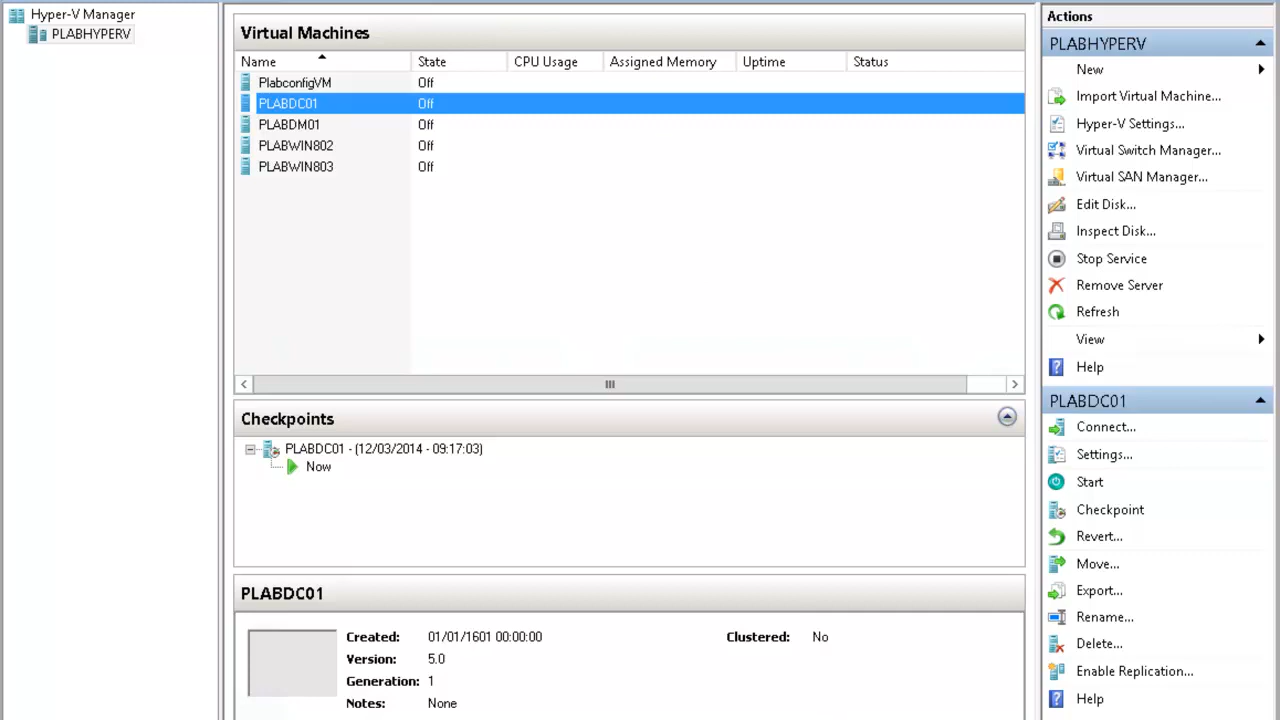 Hyper-V Manager
PLABHYPERV
Virtual Machines
Name State CPU Usage Assigned Memory Uptime Status
PlabconfigVM Off
PLABDC01 Off
PLABDM01 Off
PLABWIN802 Off
PLABWIN803 Off
Checkpoints
PLABDC01 - (12/03/2014 - 09:17:03)
Now
PLABDC01
Created: 01/01/1601 00:00:00 Clustered: No
Version: 5.0
Generation: 1
Notes: None
Actions
PLABHYPERV
New
Import Virtual Machine...
Hyper-V Settings...
Virtual Switch Manager...
Virtual SAN Manager...
Edit Disk...
Inspect Disk...
Stop Service
Remove Server
Refresh
View
Help
PLABDC01
Connect...
Settings...
Start
Checkpoint
Revert...
Move...
Export...
Rename...
Delete...
Enable Replication...
Help